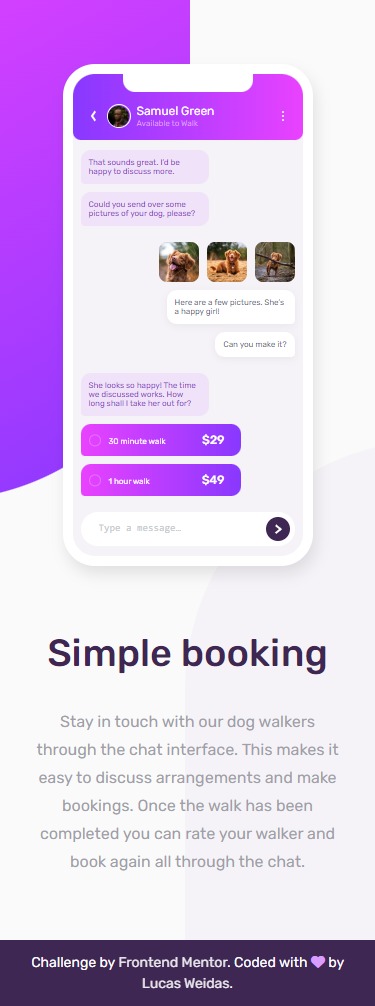 Samuel Green
Available to Walk
That sounds great. I'd be
happy to discuss more.
Could you send over some
pictures of your dog, please?
Here are a few pictures. She's
a happy girl!
Can you make it?
She looks so happy! The time
we discussed works. How
long shall I take her out for?
30 minute walk $29
1 hour walk $49
Type a message…
Simple booking
Stay in touch with our dog walkers
through the chat interface. This makes it
easy to discuss arrangements and make
bookings. Once the walk has been
completed you can rate your walker and
book again all through the chat.
Challenge by Frontend Mentor. Coded with 💜 by
Lucas Weidas.